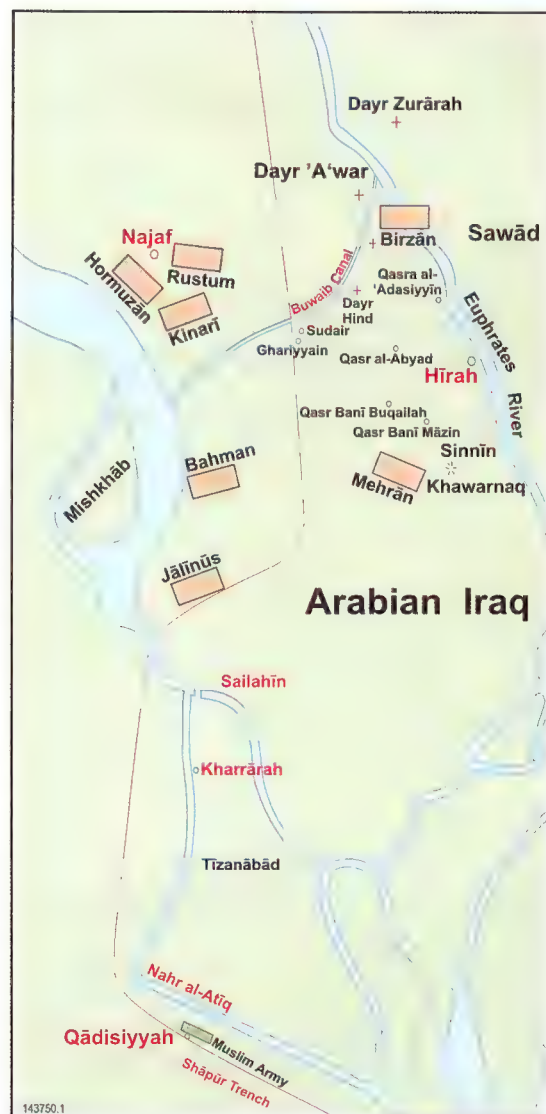 Dayr Zurārah
Dayr ’A‘war
Birzân
Sawād
Najaf
Rustum
Hormuzān
Kinarī
Buwaib Canal
Qasra al-
‘Adasiyyīn
Dayr
Hind
Sudair
Ghariyyain
Qasr al-Abyad
Euphrates
River
Hīrah
Qasr Banī Buqailah
Qasr Banī Māzin
Sinnīn
Khawarnaq
Mehrān
Bahman
Mishkhāb
Jālīnūs
Arabian Iraq
Sailahīn
Kharrārah
Tīzanābād
Nahr al-Atīq
Qādisiyyah
Muslim Army
Shāpūr Trench
143750.1